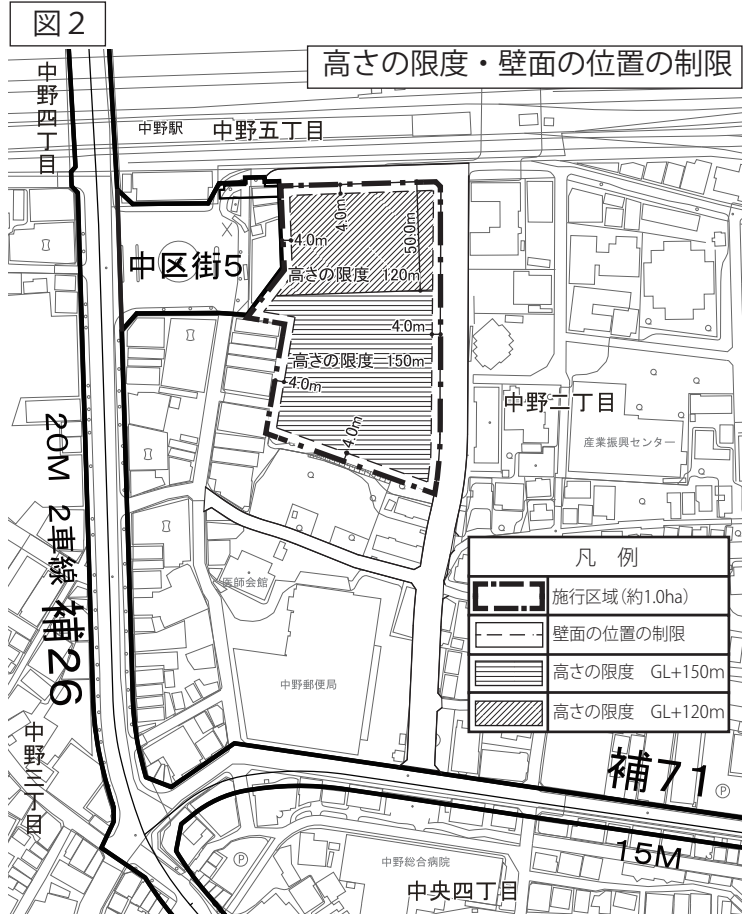 図２
高さの限度・壁面の位置の制限
中野四丁目
中野駅
中野五丁目
中区街5
4.0m
4.0m
50.0m
高さの限度　120m
4.0m
高さの限度　150m
4.0m
4.0m
中野二丁目
産業振興センター
20M　2車線　補26
医師会館
中野郵便局
凡　例
施行区域(約1.0ha)
壁面の位置の制限
高さの限度　GL+150m
高さの限度　GL+120m
中野三丁目
補71
P
15M
P
中野総合病院
中央四丁目